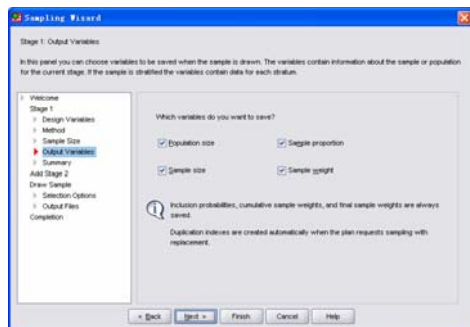 Sampling Wizard
Stage 1: Output Variables
In this panel you can choose variables to be saved when the sample is drawn. The variables contain information about the sample or population
for the current stage. If the sample is stratified the variables contain data for each stratum.
Welcome
Stage 1
Design Variables
Method
Sample Size
Output Variables
Summary
Add Stage 2
Draw Sample
Selection Options
Output Files
Completion
Which variables do you want to save?
Population size
Sample proportion
Sample size
Sample weight
Inclusion probabilities, cumulative sample weights, and final sample weights are always
saved.
Duplication indexes are created automatically when the plan requests sampling with
replacement.
< Back
Next >
Finish
Cancel
Help